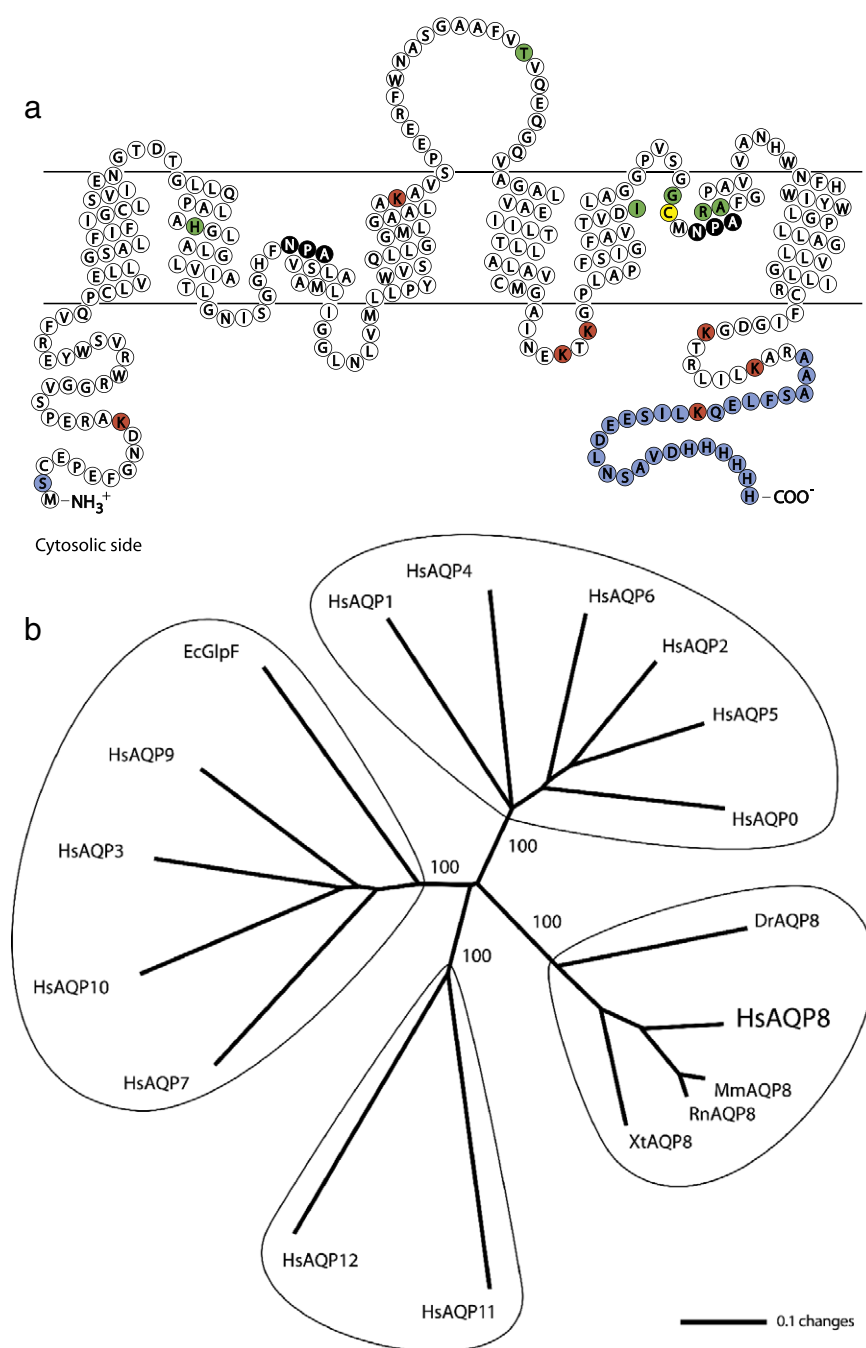 a
MSCEPEFGNDKAREPSVGGRWRVSWYERFVQPCLVELLGSALFIFIGCLSVIENGTDTGLLQPALAHGLALGLVIATLGNISGGHFNPAVSLAAMLIGGLNLVMLLPYWVSQLLGGMLGAALAKAVSPEERFWNASGAAFVTVQEQGQVAGALVAEIILTTLLALAVCMGAINEKTKGPLAPFSIGFAVTVDILAGGPVSGGCMNPARAFGPAVVANHWNFHWIYWLGPLLAGLLVGLLIRCFIGDGKTRLILKARAAASFLEQKLISEEDLNSAVDHHHHHH
NH3+
COO-
Cytosolic side
b
HsAQP4
HsAQP1
HsAQP6
EcGlpF
HsAQP2
HsAQP5
HsAQP9
HsAQP0
HsAQP3
100
100
100
DrAQP8
100
HsAQP10
HsAQP8
HsAQP7
MmAQP8
RnAQP8
XtAQP8
HsAQP12
HsAQP11
0.1 changes